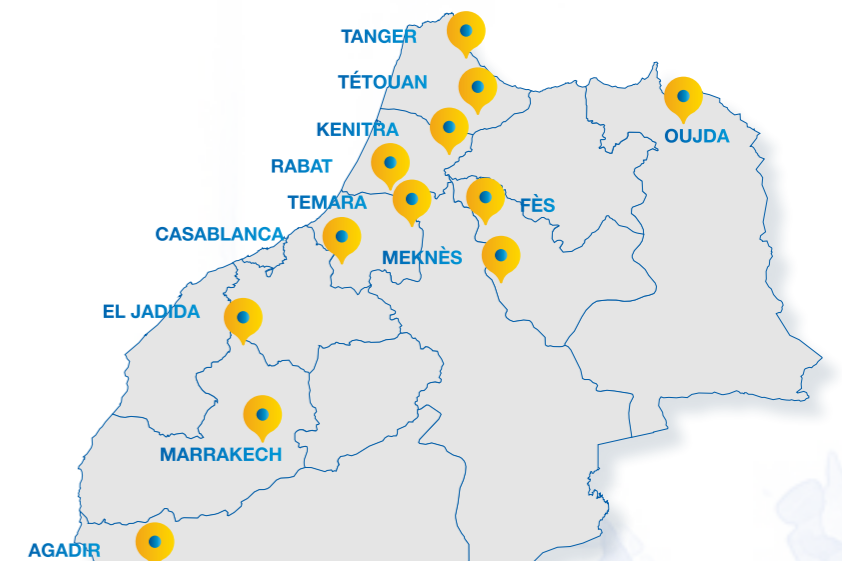 TANGER
TÉTOUAN
KENITRA
OUJDA
RABAT
TEMARA
FÈS
CASABLANCA
MEKNÈS
EL JADIDA
MARRAKECH
AGADIR